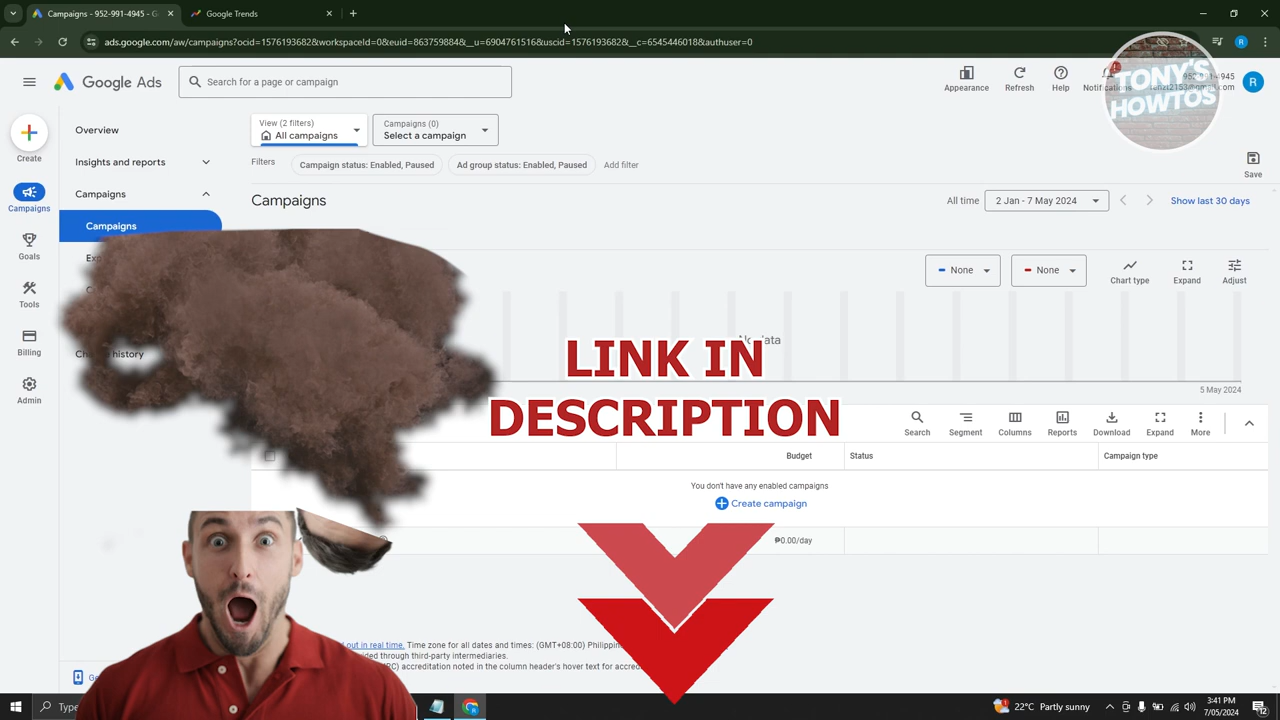 Campaigns - 952-991-4945 - G
Google Trends
ads.google.com/aw/campaigns?ocid=1576193682&workspaceId=0&euid=863759884&__u=6904761516&uscid=1576193682&__c=6545446018&authuser=0
Google Ads
Search for a page or campaign
Appearance
Refresh
Help
R
TONY'S
HOWTOS
Create
Campaigns
Goals
Tools
Billing
Admin
Overview
Insights and reports
Campaigns
Campaigns
View (2 filters)
All campaigns
Campaigns (0)
Select a campaign
Filters
Campaign status: Enabled, Paused
Ad group status: Enabled, Paused
Add filter
Save
Campaigns
All time
2 Jan - 7 May 2024
Show last 30 days
None
None
Chart type
Expand
Adjust
5 May 2024
LINK IN
DESCRIPTION
Search
Segment
Columns
Reports
Download
Expand
More
Budget
Status
Campaign type
You don't have any enabled campaigns
Create campaign
₱0.00/day
out in real time. Time zone for all dates and times: (GMT+08:00)
through third-party intermediaries.
accreditation noted in the column header's hover text for
22°C Partly sunny
3:41 PM
7/05/2024
12